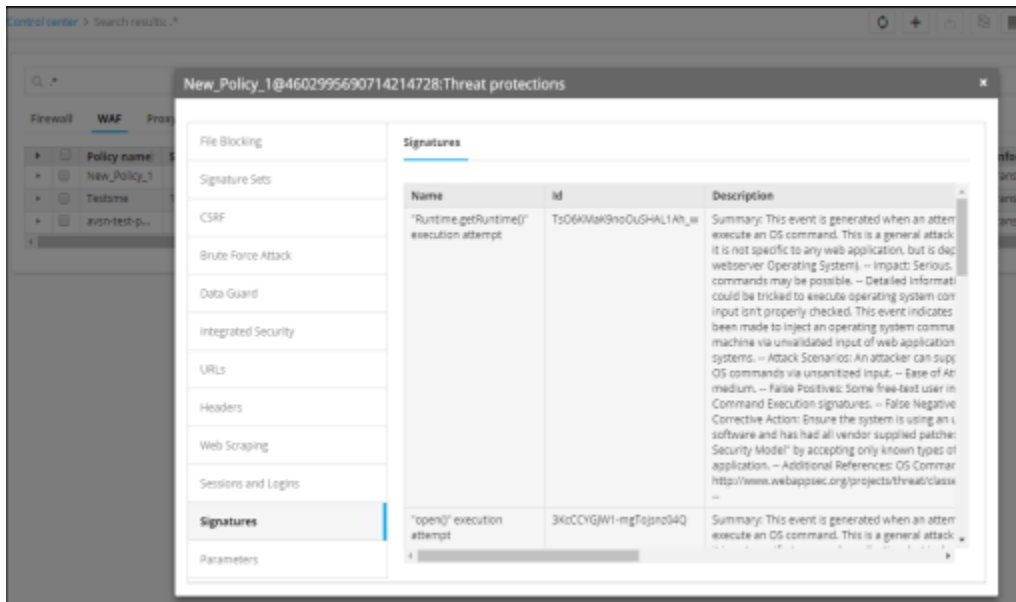 Control center > Search results: .*
.*
New_Policy_1@4602995690714214728:Threat protections
Firewall WAF Proxy
Policy name
New_Policy_1
Testsme
avsn-test-p...
File Blocking
Signature Sets
CSRF
Brute Force Attack
Data Guard
Integrated Security
URLs
Headers
Web Scraping
Sessions and Logins
Signatures
Parameters
Signatures
Name Id Description
"Runtime.getRuntime()"
execution attempt
Summary: This event is generated when an attem
execute an OS command. This is a general attack
it is not specific to any web application, but is dep
webserver Operating System). -- Impact: Serious.
commands may be possible. -- Detailed Informati
could be tricked to execute operating system com
input isn't properly checked. This event indicates
been made to inject an operating system comma
machine via unvalidated input of web application
systems. -- Attack Scenarios: An attacker can supp
OS commands via unsanitized input. -- Ease of At
medium. -- False Positives: Some free-text user in
Command Execution signatures. -- False Negative
Corrective Action: Ensure the system is using an u
software and has had all vendor supplied patche
Security Model" by accepting only known types of
application. -- Additional References: OS Comman
http://www.webappsec.org/projects/threat/classe
--
"open()" execution
attempt
3KcCCYGJW1-mgTojsnz04Q
Summary: This event is generated when an attem
execute an OS command. This is a general attack